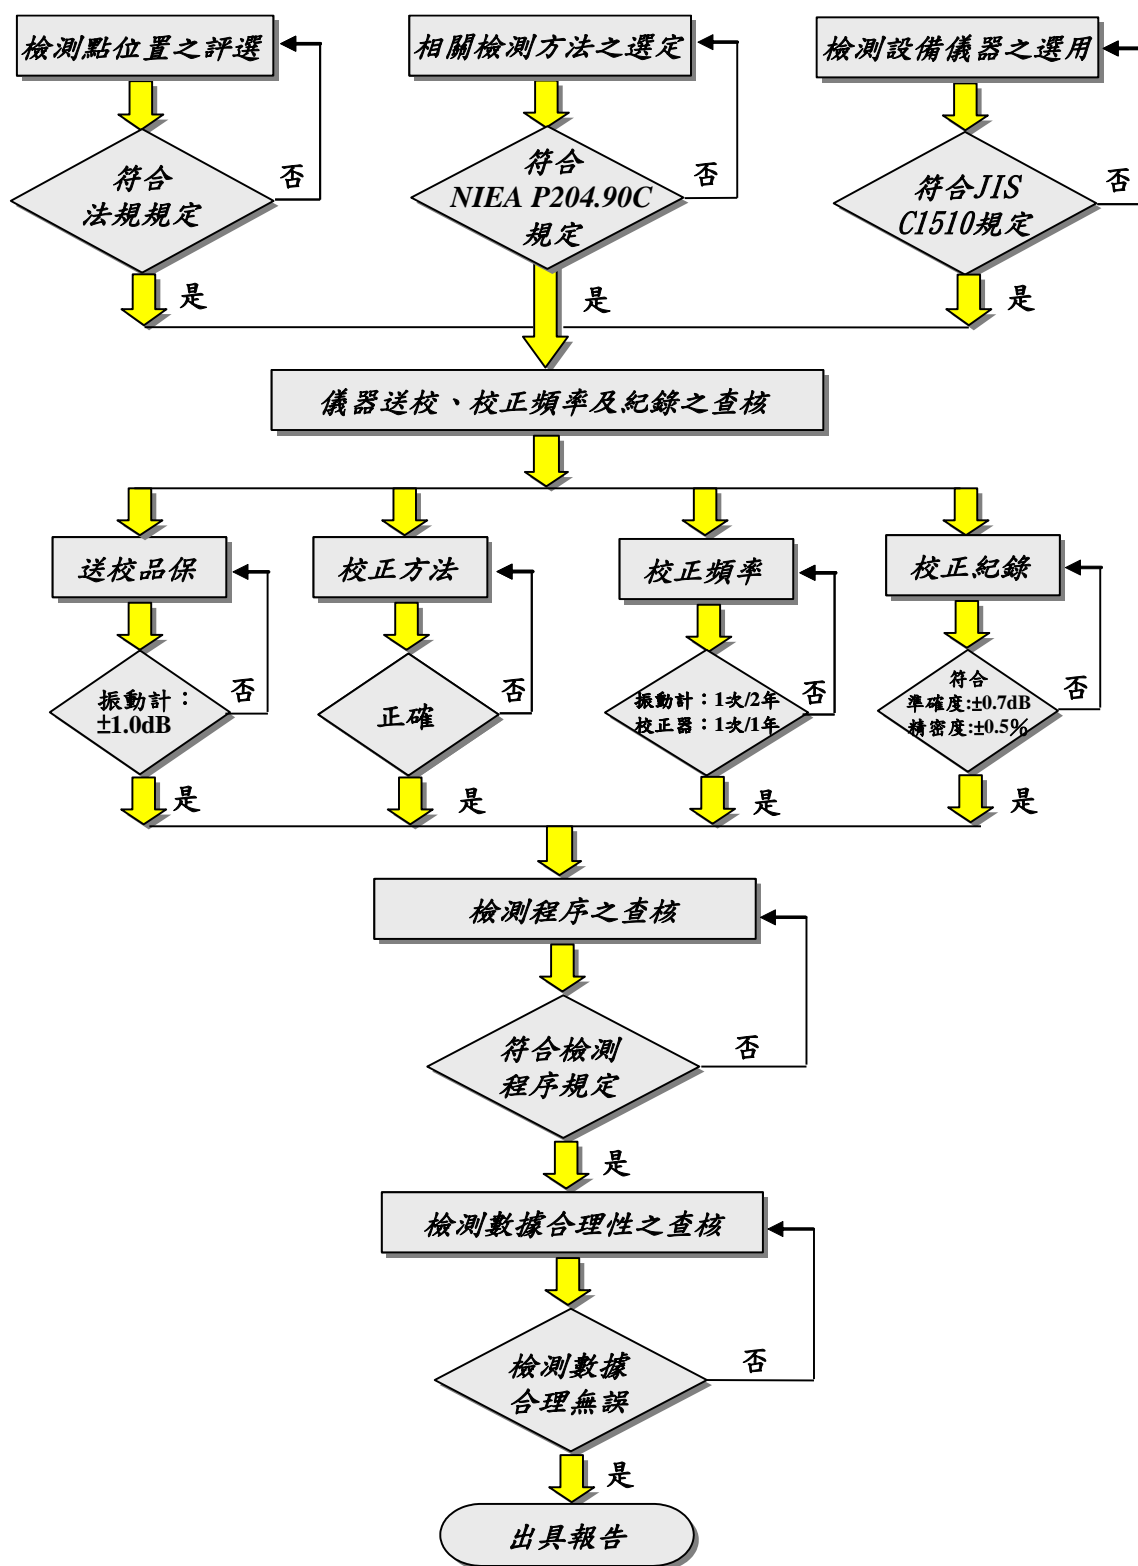 檢測點位置之評選
相關檢測方法之選定
檢測設備儀器之選用
符合
法規規定
否
符合
NIEA P204.90C
規定
否
符合JIS
C1510規定
否
是
是
是
儀器送校、校正頻率及紀錄之查核
送校品保
校正方法
校正頻率
校正紀錄
振動計：
±1.0dB
否
正確
否
振動計：1次/2年
校正器：1次/1年
否
符合
準確度:±0.7dB
精密度:±0.5%
否
是
是
是
是
檢測程序之查核
符合檢測
程序規定
否
是
檢測數據合理性之查核
檢測數據
合理無誤
否
是
出具報告